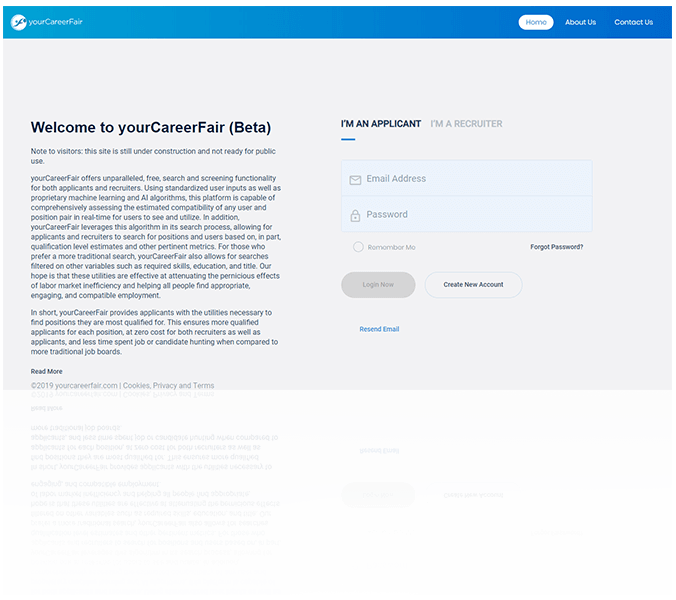 yourCareerFair
Home About Us Contact Us
Welcome to yourCareerFair (Beta)
Note to visitors: this site is still under construction and not ready for public
use.
yourCareerFair offers unparalleled, free, search and screening functionality
for both applicants and recruiters. Using standardized user inputs as well as
proprietary machine learning and AI algorithms, this platform is capable of
comprehensively assessing the estimated compatibility of any user and
position pair in real-time for users to see and utilize. In addition,
yourCareerFair leverages this algorithm in its search process, allowing for
applicants and recruiters to search for positions and users based on, in part,
qualification level estimates and other pertinent metrics. For those who
prefer a more traditional search, yourCareerFair also allows for searches
filtered on other variables such as required skills, education, and title. Our
hope is that these utilities are effective at attenuating the pernicious effects
of labor market inefficiency and helping all people find appropriate,
engaging, and compatible employment.
In short, yourCareerFair provides applicants with the utilities necessary to
find positions they are most qualified for. This ensures more qualified
applicants for each position, at zero cost for both recruiters as well as
applicants, and less time spent job or candidate hunting when compared to
more traditional job boards.
Read More
©2019 yourcareerfair.com | Cookies, Privacy and Terms
I'M AN APPLICANT I'M A RECRUITER
Email Address
Password
Remember Me Forgot Password?
Login Now Create New Account
Resend Email